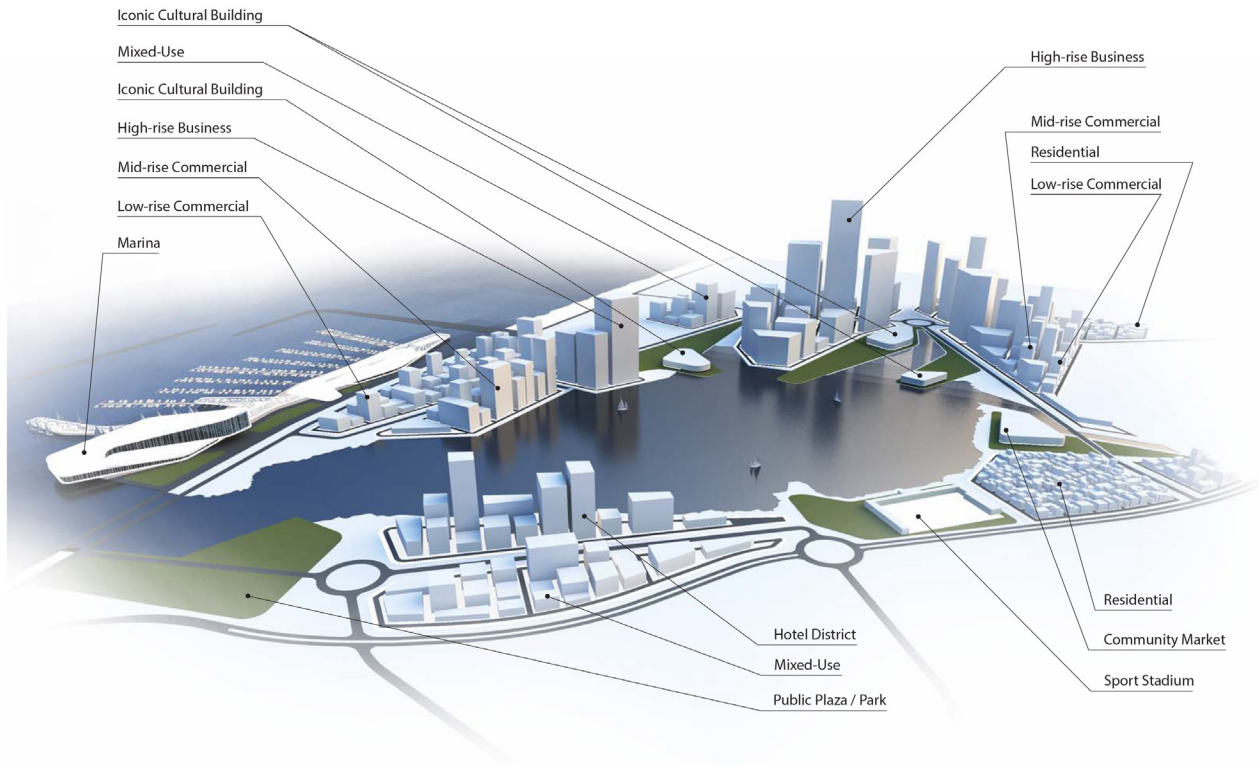 Iconic Cultural Building
Mixed-Use
Iconic Cultural Building
High-rise Business
Mid-rise Commercial
Low-rise Commercial
Marina
High-rise Business
Mid-rise Commercial
Residential
Low-rise Commercial
Residential
Community Market
Sport Stadium
Hotel District
Mixed-Use
Public Plaza / Park